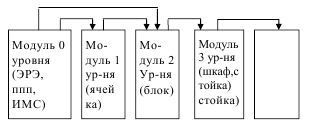 Модуль 0
уровня
(ЭРЭ,
ппп,
ИМС)
Мо-
дуль 1
ур-ня
(ячей
ка)
Мо-
дуль 2
Ур-ня
(блок)
Модуль
3 ур-ня
(шкаф,с
тойка)
стойка)